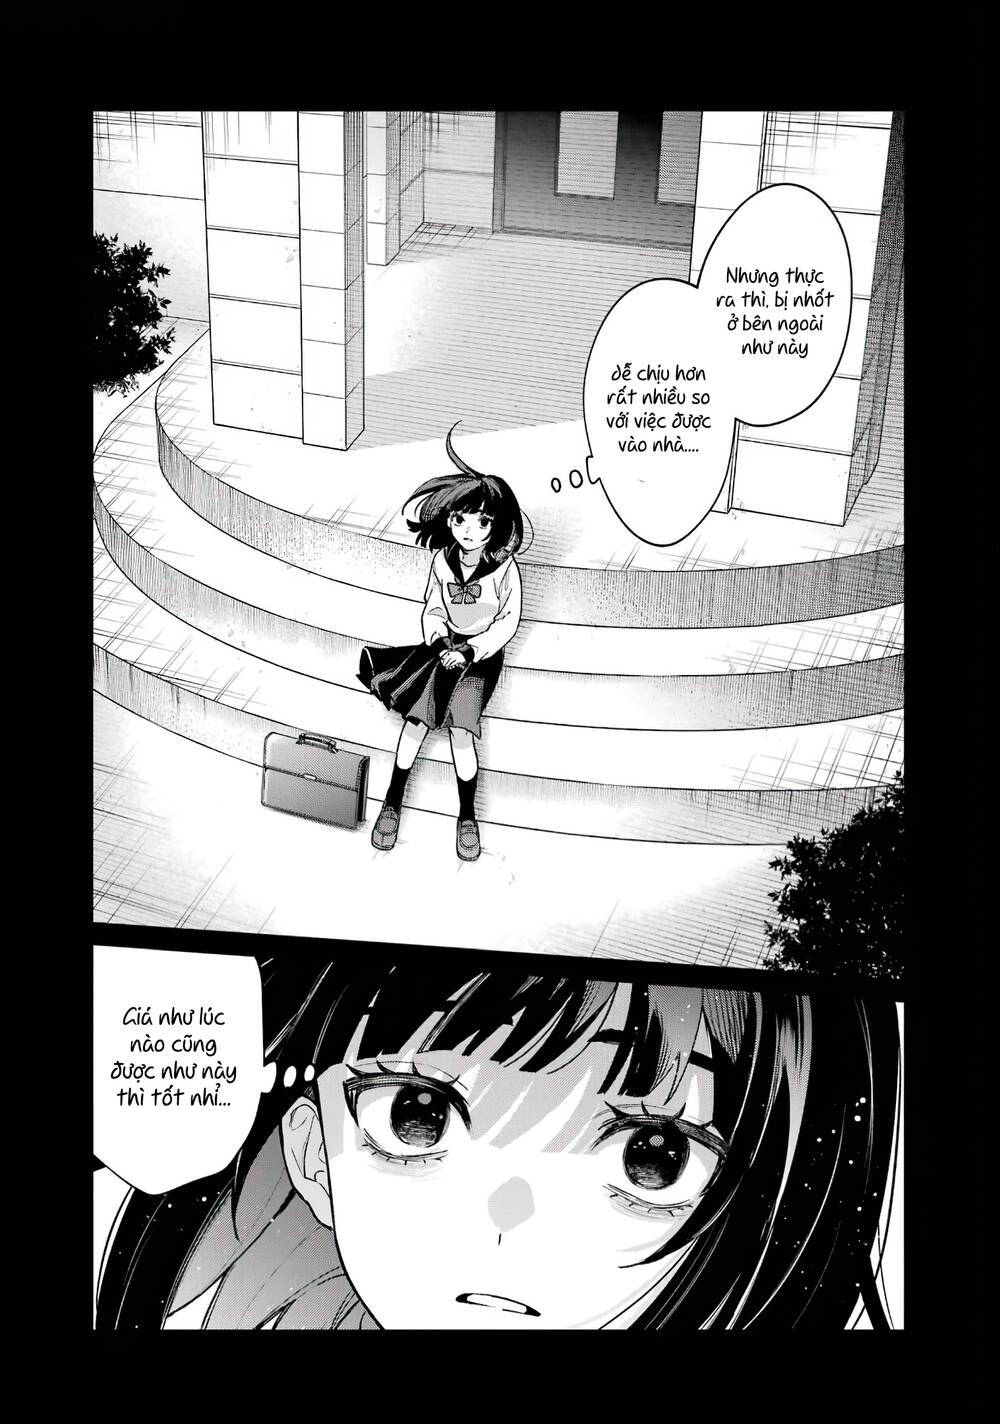 Nhưng thực
ra thì, bị nhốt
ở bên ngoài
như này
dễ chịu hơn
rất nhiều so
với việc được
vào nhà....
Giá như lúc
nào cũng
được như này
thì tốt nhỉ...